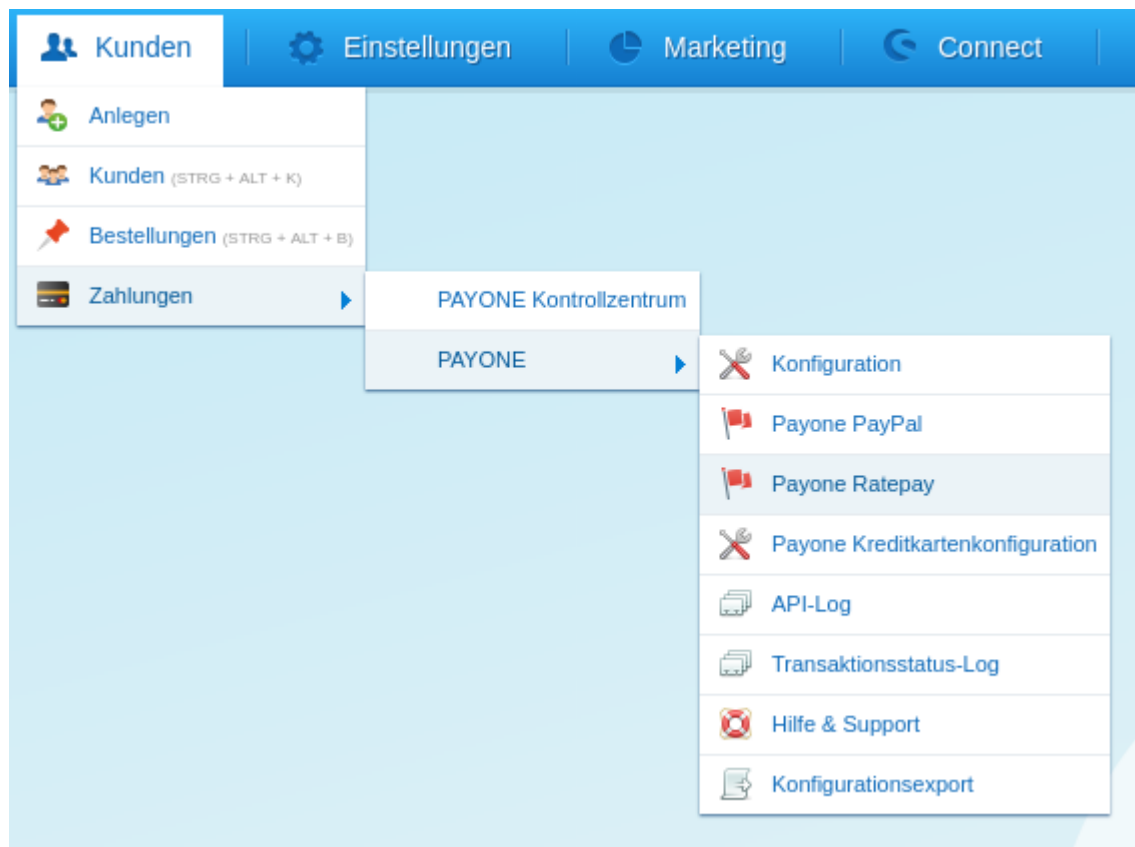 Kunden Einstellungen Marketing Connect
Anlegen
Kunden (STRG + ALT + K)
Bestellungen (STRG + ALT + B)
Zahlungen
PAYONE Kontrollzentrum
PAYONE
Konfiguration
Payone PayPal
Payone Ratepay
Payone Kreditkartenkonfiguration
API-Log
Transaktionsstatus-Log
Hilfe & Support
Konfigurationsexport